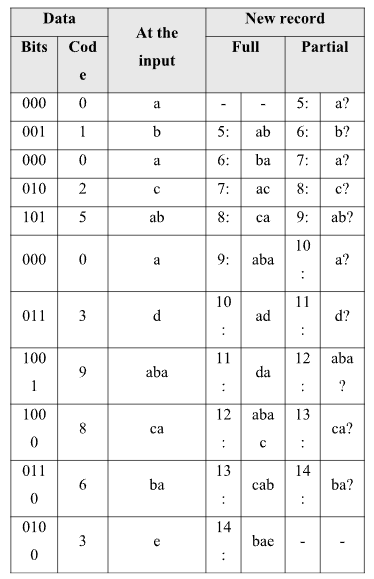 Data At the input New record
Bits Code Full Partial
000 0 a - - 5: a?
001 1 b 5: ab 6: b?
000 0 a 6: ba 7: a?
010 2 c 7: ac 8: c?
101 5 ab 8: ca 9: ab?
000 0 a 9: aba 10: a?
011 3 d 10: ad 11: d?
1001 9 aba 11: da 12: aba?
1000 8 ca 12: abac 13: ca?
0110 6 ba 13: cab 14: ba?
0100 3 e 14: bae - -